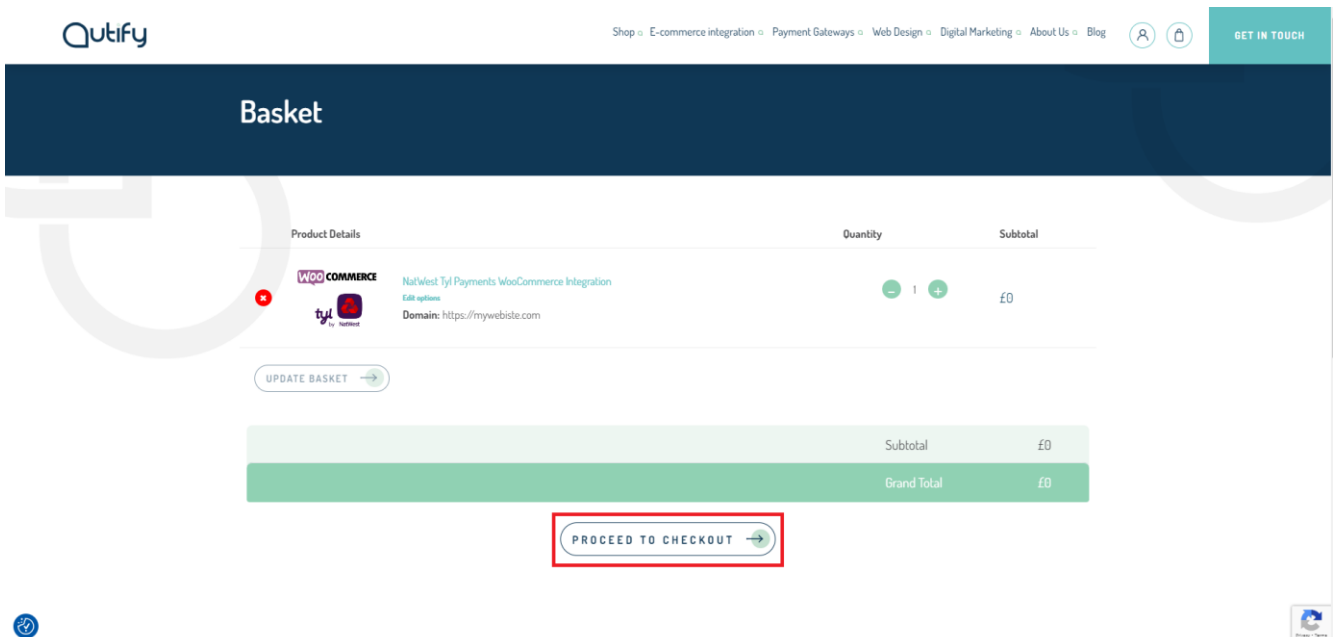 Qutify
Shop E-commerce integration Payment Gateways Web Design Digital Marketing About Us Blog
GET IN TOUCH
Basket
Product Details Quantity Subtotal
WOO COMMERCE
tyl
by NatWest
NatWest Tyl Payments WooCommerce Integration
Edit options
Domain: https://mywebiste.com
- 1 +
£0
UPDATE BASKET
Subtotal £0
Grand Total £0
PROCEED TO CHECKOUT
Privacy - Terms